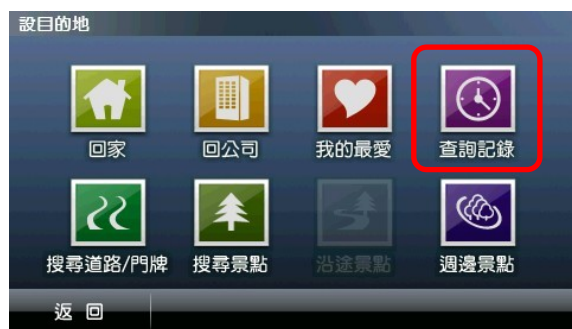 設目的地
回家 回公司 我的最愛 查詢記錄
搜尋道路/門牌 搜尋景點 沿途景點 週邊景點
返回